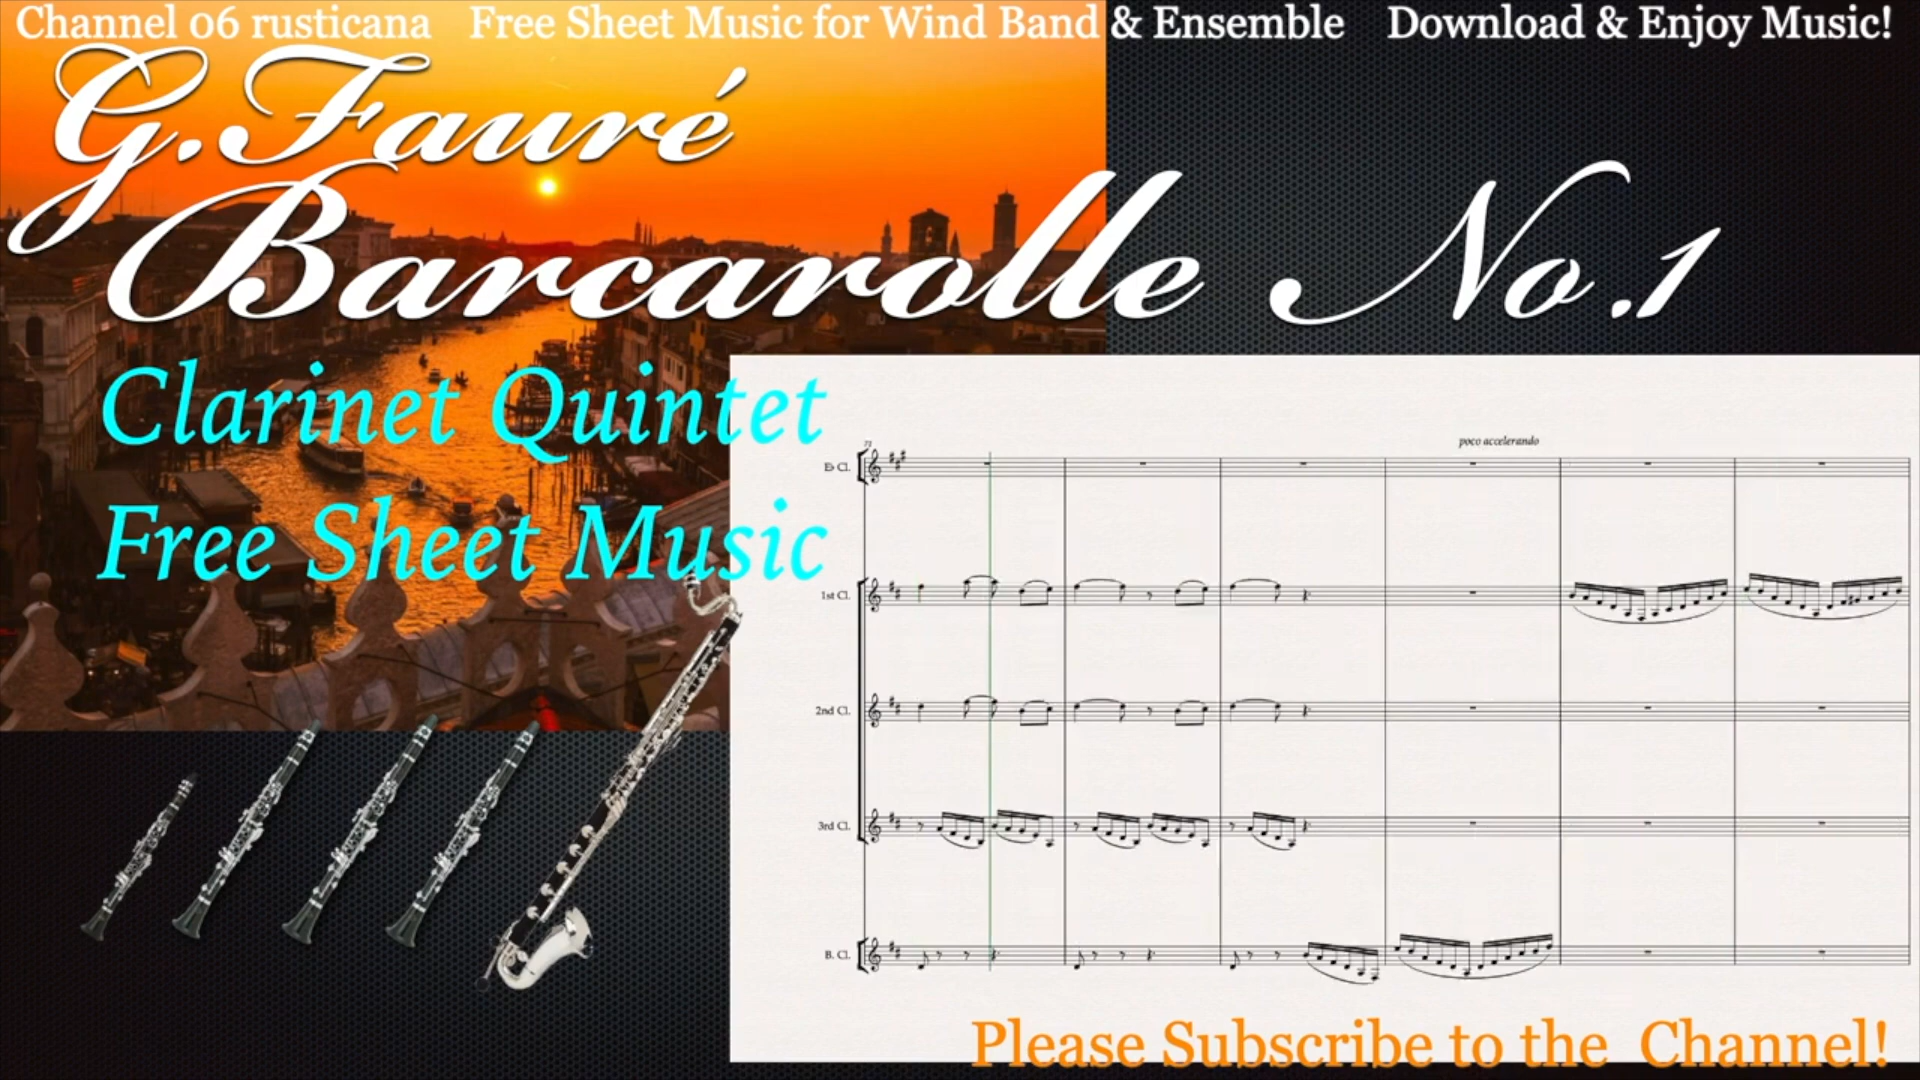 Channel 06 rusticana Free Sheet Music for Wind Band & Ensemble Download & Enjoy Music!
G.Fauré
Barcarolle No.1
Clarinet Quintet
Free Sheet Music
poco accelerando
E♭ Cl.
1st Cl.
2nd Cl.
3rd Cl.
B. Cl.
Please Subscribe to the Channel!